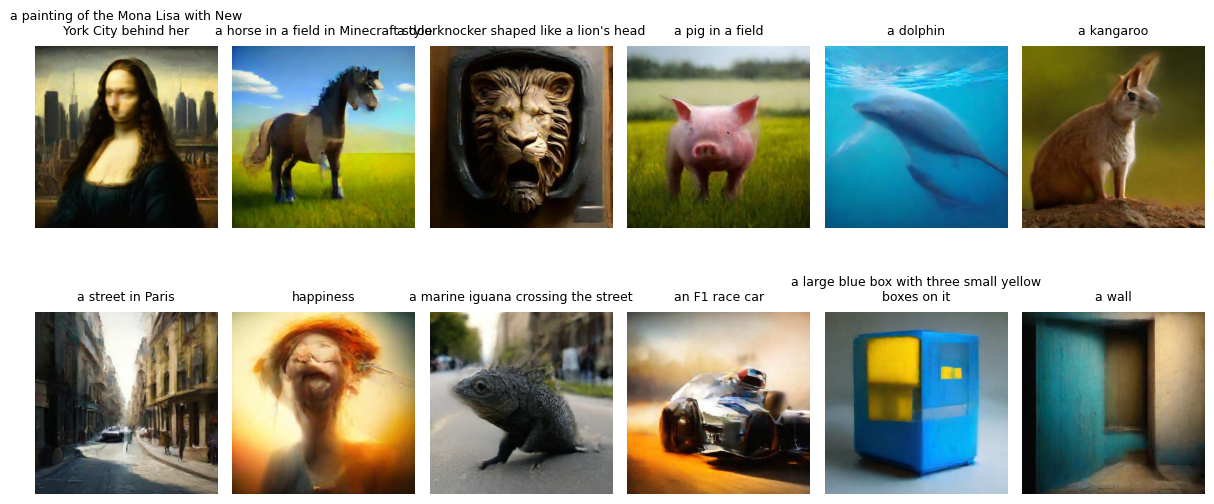 a painting of the Mona Lisa with New
York City behind her
a horse in a field in Minecraft style
a doorknocker shaped like a lion's head
a pig in a field
a dolphin
a kangaroo
a street in Paris
happiness
a marine iguana crossing the street
an F1 race car
a large blue box with three small yellow
boxes on it
a wall